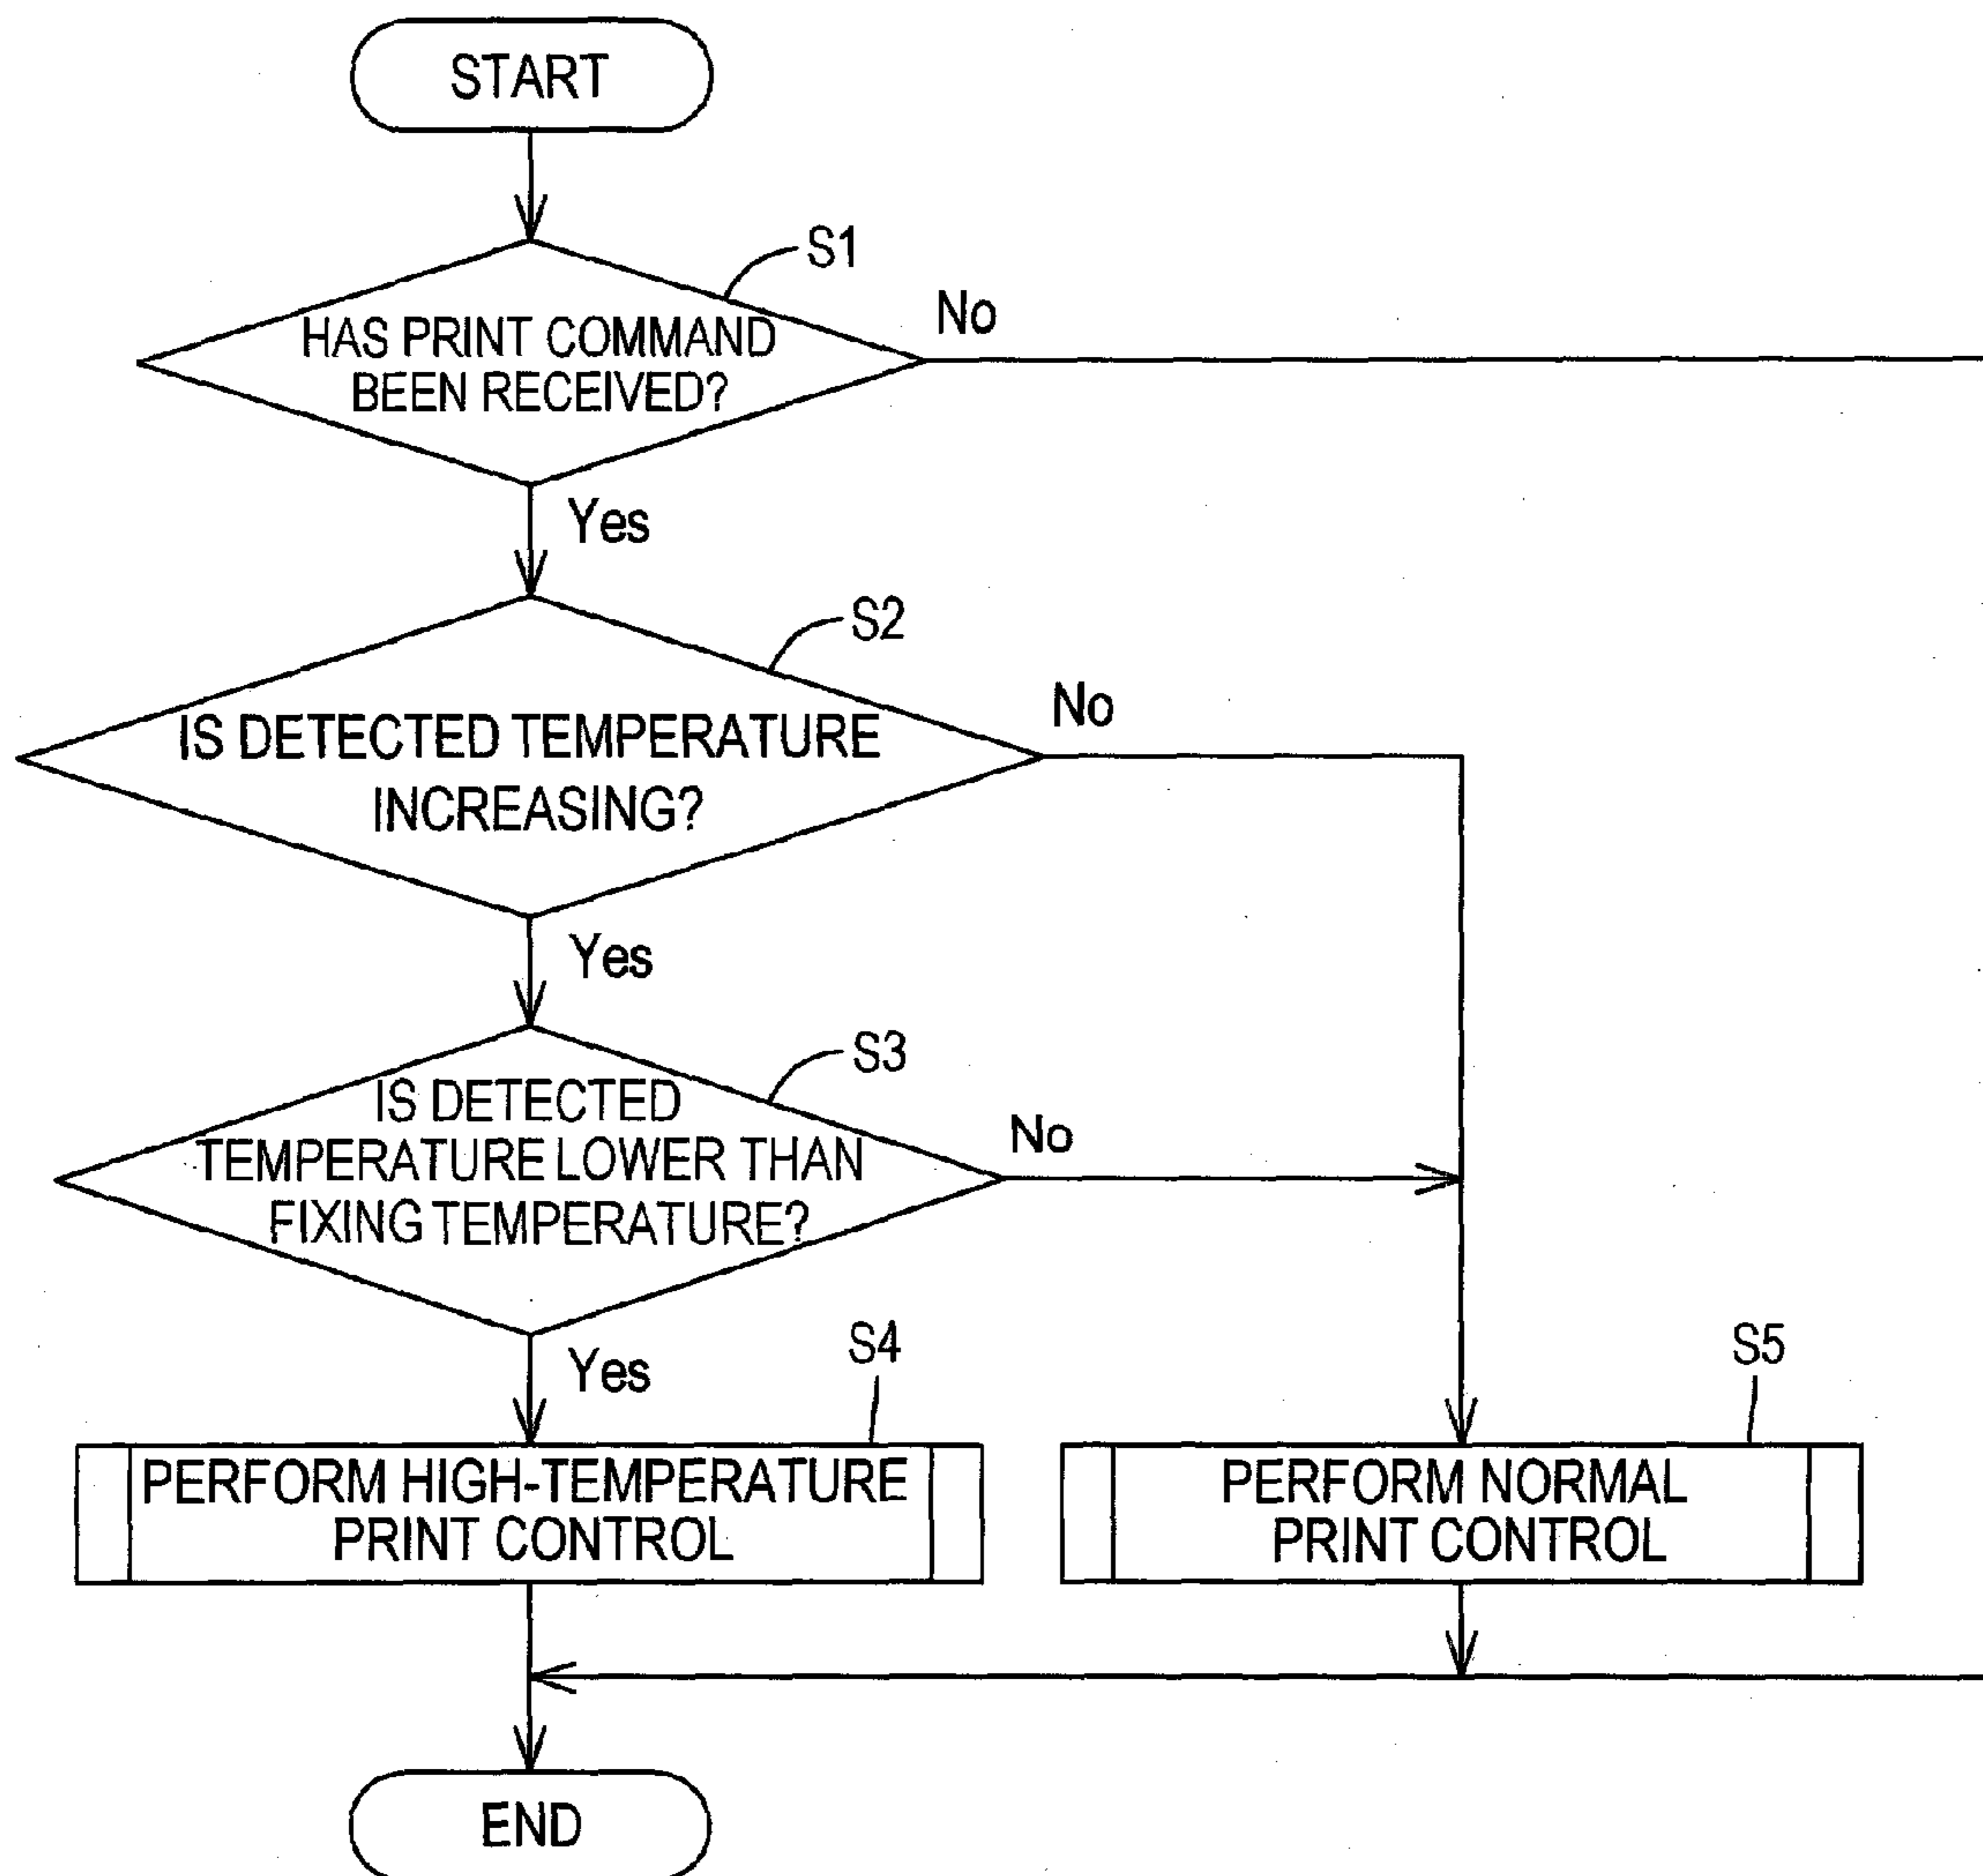 START
S1
No
HAS PRINT COMMAND
BEEN RECEIVED?
Yes
S2
No
IS DETECTED TEMPERATURE
INCREASING?
Yes
S3
No
IS DETECTED
TEMPERATURE LOWER THAN
FIXING TEMPERATURE?
Yes
S4
S5
PERFORM HIGH-TEMPERATURE
PRINT CONTROL
PERFORM NORMAL
PRINT CONTROL
END